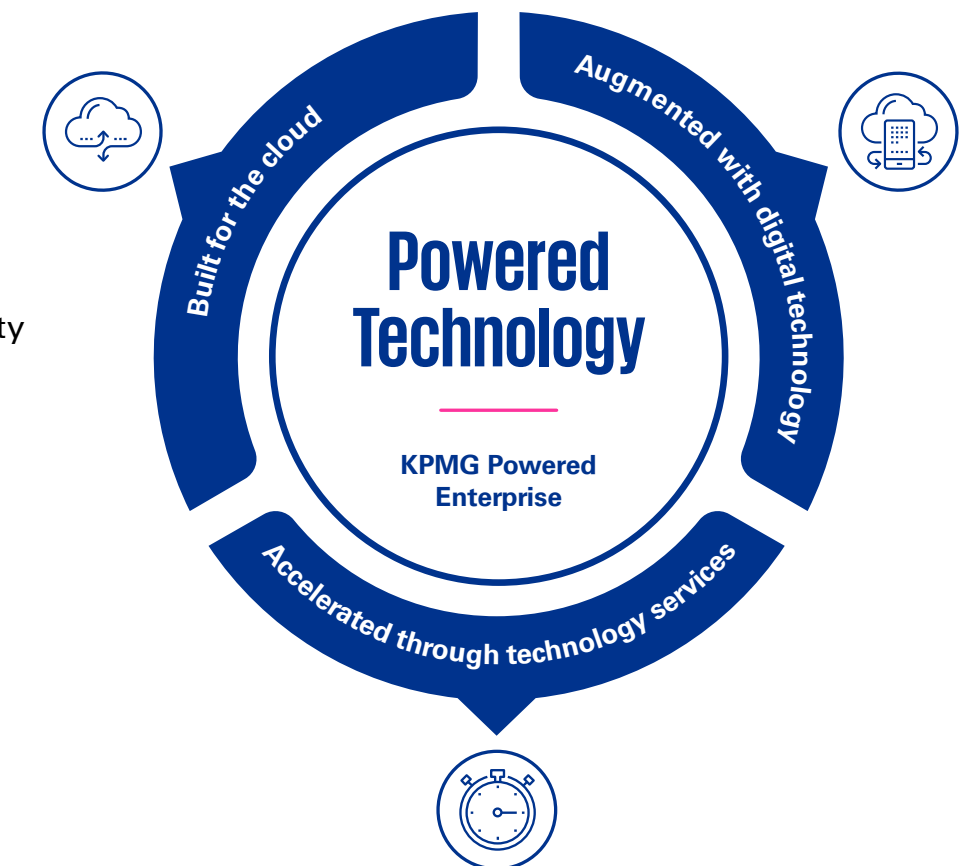 Built for the cloud
Augmented with digital technology
Powered
Technology
KPMG Powered
Enterprise
ty
Accelerated through technology services